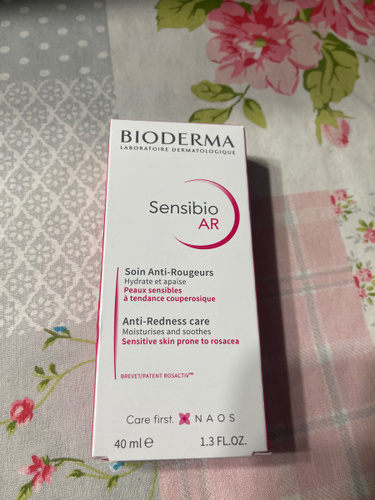 BIODERMA
LABORATOIRE DERMATOLOGIQUE
Sensibio
AR
Soin Anti-Rougeurs
Hydrate et apaise
Peaux sensibles
à tendance couperosique
Anti-Redness care
Moisturises and soothes
Sensitive skin prone to rosacea
BREVET/PATENT ROSACTIV™
Care first. NAOS
40 ml ℮ 1.3 FL.OZ.